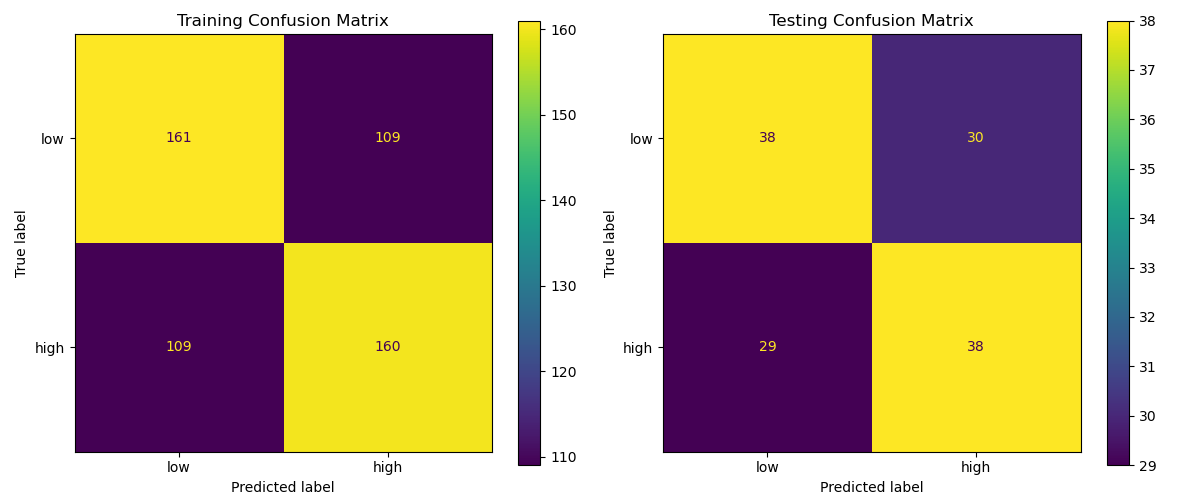 Training Confusion Matrix
True label
low
high
161
109
109
160
low
high
Predicted label
160
150
140
130
120
110
Testing Confusion Matrix
True label
low
high
38
30
29
38
low
high
Predicted label
38
37
36
35
34
33
32
31
30
29